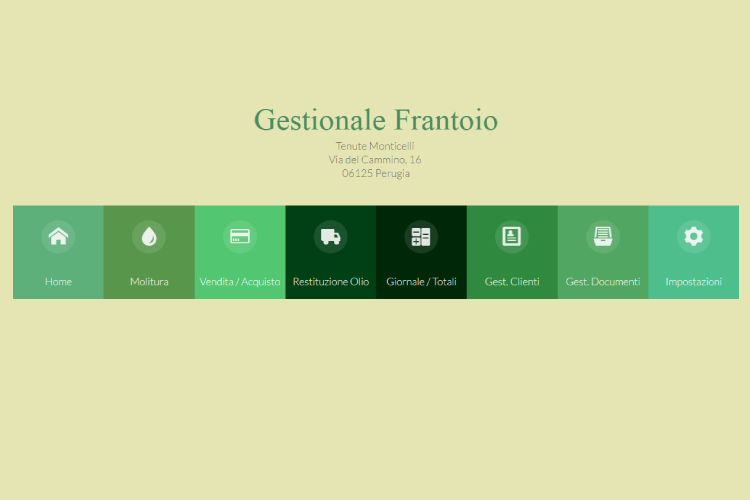 Gestionale Frantoio
Tenute Monticelli
Via del Cammino, 16
06125 Perugia
Home
Molitura
Vendita / Acquisto
Restituzione Olio
Giornale / Totali
Gest. Clienti
Gest. Documenti
Impostazioni